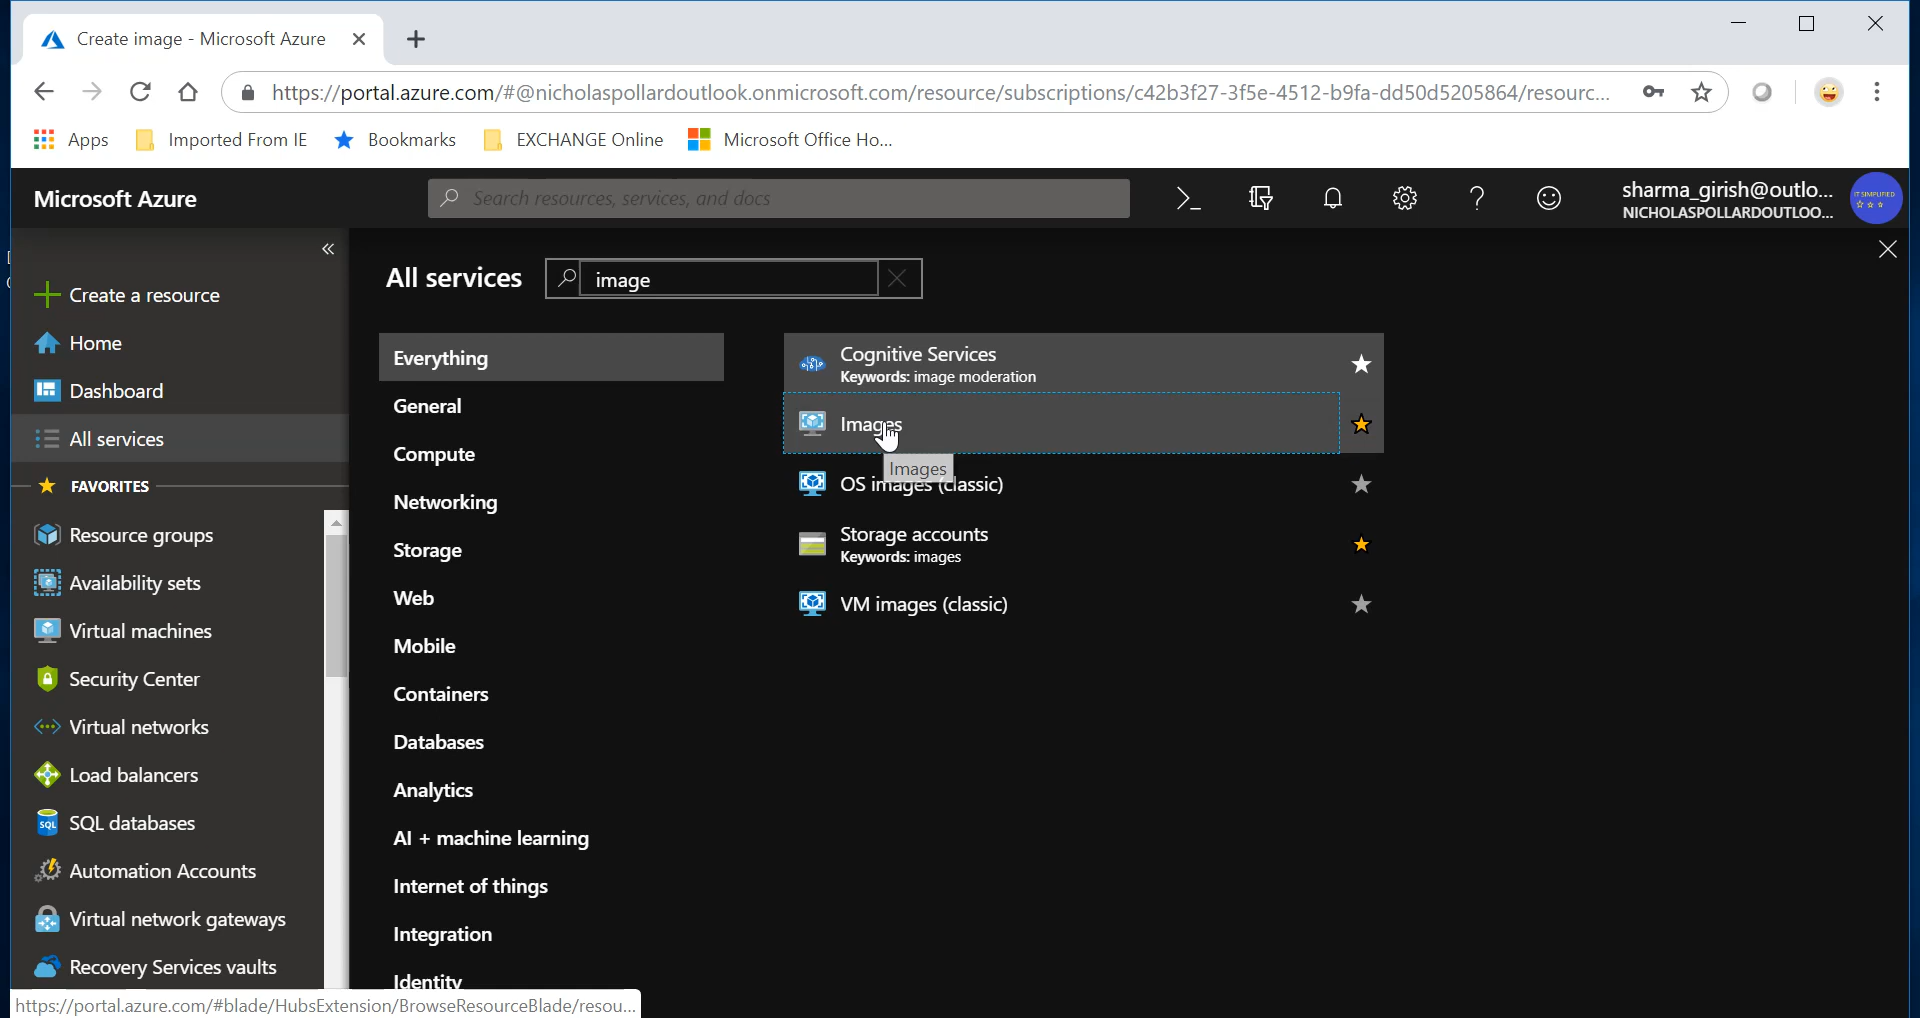 Create image - Microsoft Azure
https://portal.azure.com/#@nicholaspollardoutlook.onmicrosoft.com/resource/subscriptions/c42b3f27-3f5e-4512-b9fa-dd50d5205864/resourc...
Apps Imported From IE Bookmarks EXCHANGE Online Microsoft Office Ho...
Microsoft Azure
Search resources, services, and docs
sharma_girish@outlo...
NICHOLASPOLLARDOUTLOO...
IT SIMPLIFIED
Create a resource
Home
Dashboard
All services
FAVORITES
Resource groups
Availability sets
Virtual machines
Security Center
Virtual networks
Load balancers
SQL
SQL databases
Automation Accounts
Virtual network gateways
Recovery Services vaults
All services
image
Everything
General
Compute
Networking
Storage
Web
Mobile
Containers
Databases
Analytics
AI + machine learning
Internet of things
Integration
Identity
Cognitive Services
Keywords: image moderation
Images
Images
OS images (classic)
Storage accounts
Keywords: images
VM images (classic)
https://portal.azure.com/#blade/HubsExtension/BrowseResourceBlade/resou...